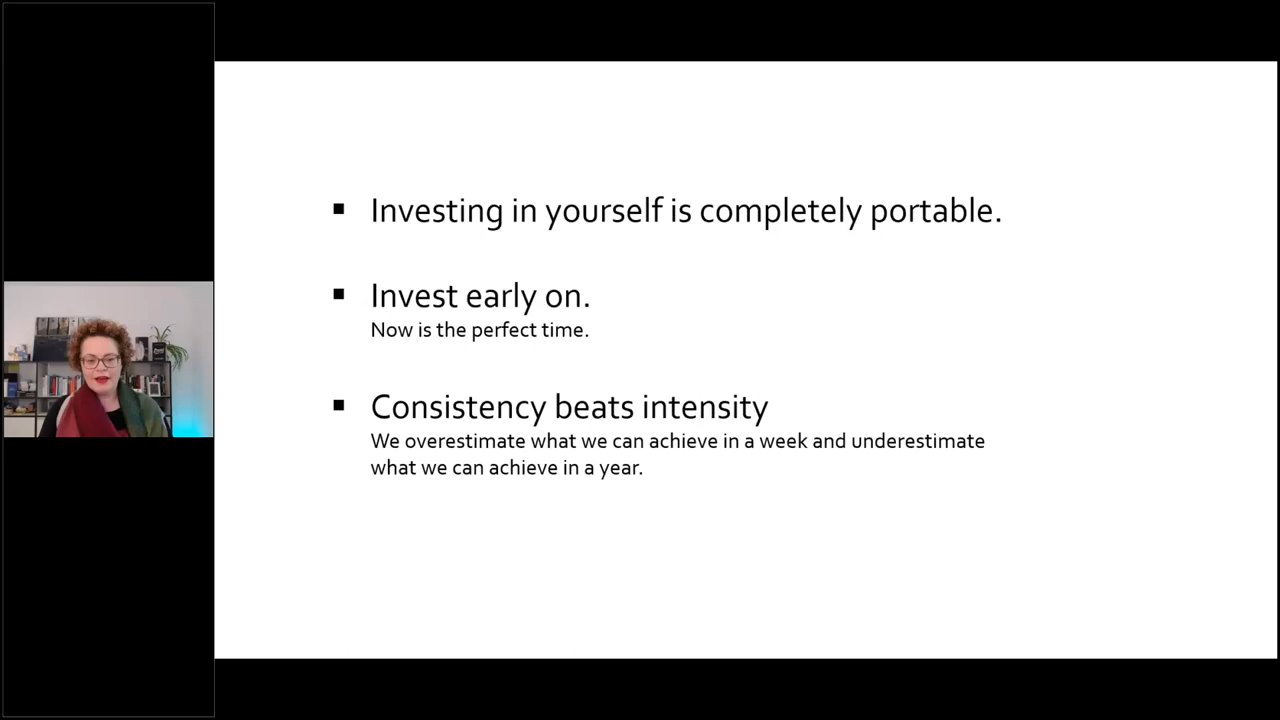 ▪ Investing in yourself is completely portable.
▪ Invest early on.
Now is the perfect time.
▪ Consistency beats intensity
We overestimate what we can achieve in a week and underestimate
what we can achieve in a year.